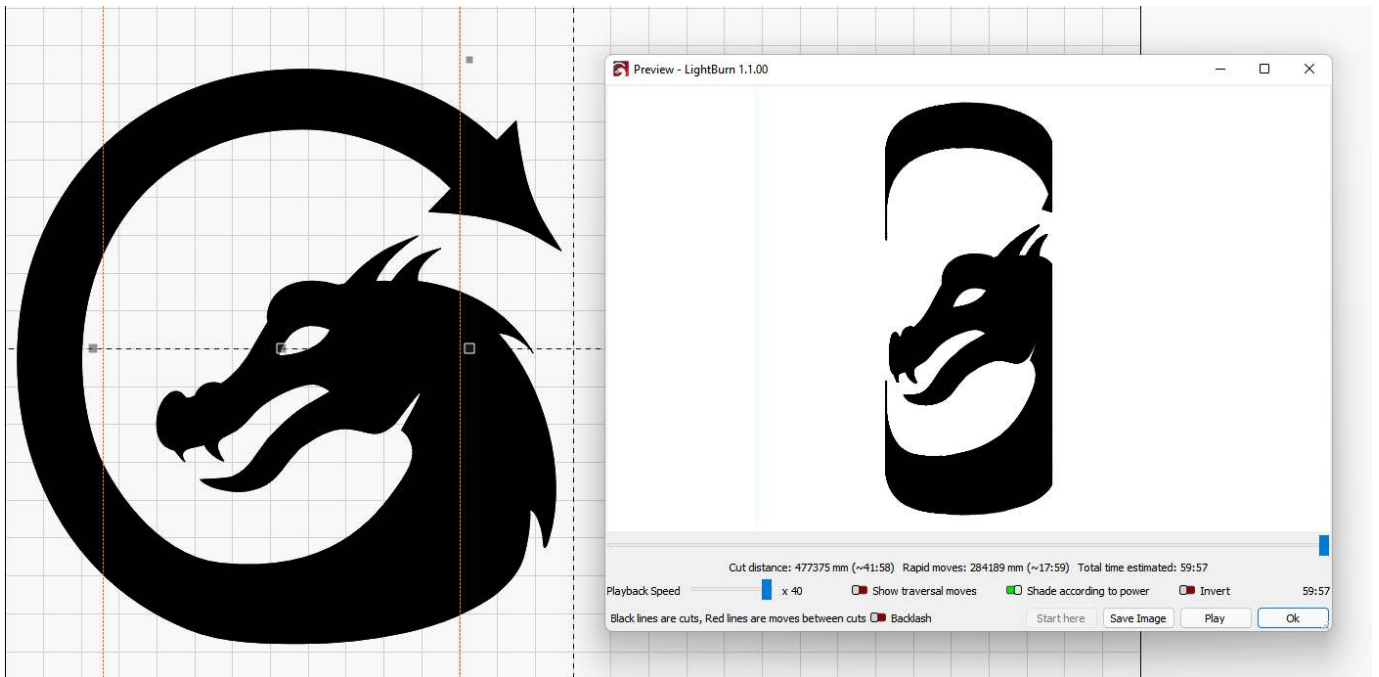 Preview - LightBurn 1.1.00
Cut distance: 477375 mm (~41:58) Rapid moves: 284189 mm (~17:59) Total time estimated: 59:57
Playback Speed x 40 Show traversal moves Shade according to power Invert 59:57
Black lines are cuts, Red lines are moves between cuts Backlash Start here Save Image Play Ok